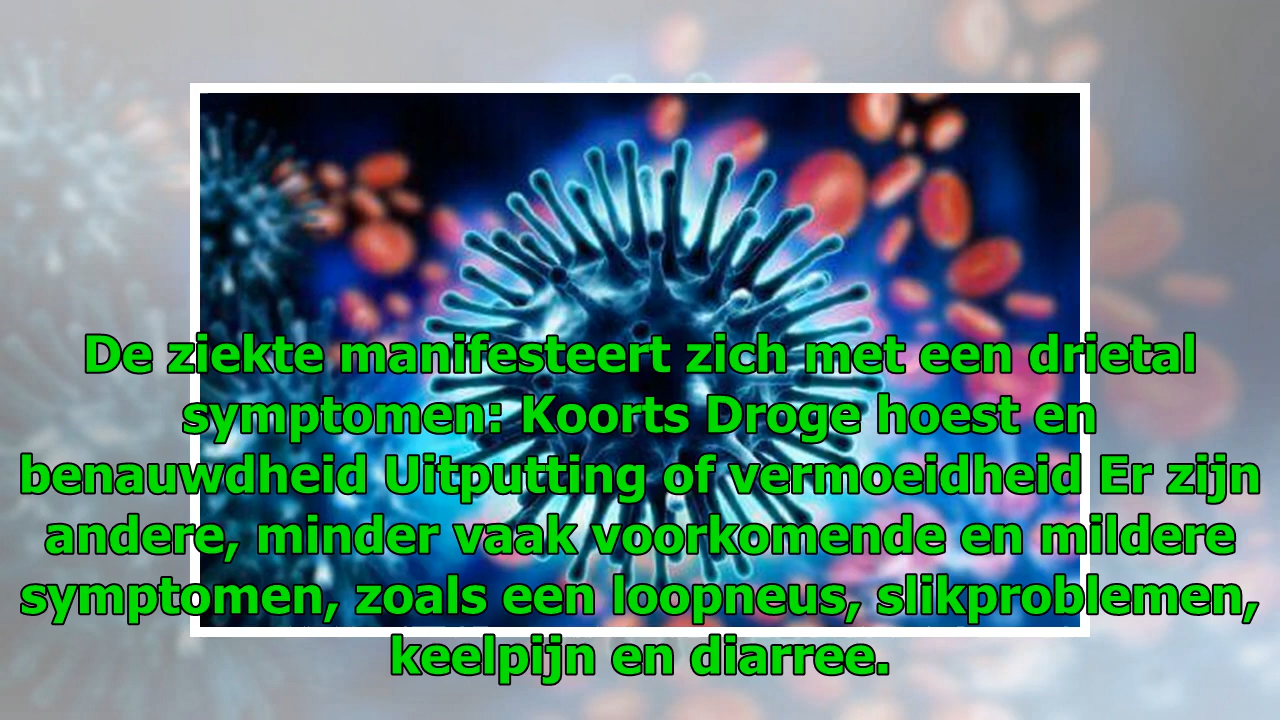 De ziekte manifesteert zich met een drietal
symptomen: Koorts Droge hoest en
benauwdheid Uitputting of vermoeidheid Er zijn
andere, minder vaak voorkomende en mildere
symptomen, zoals een loopneus, slikproblemen,
keelpijn en diarree.